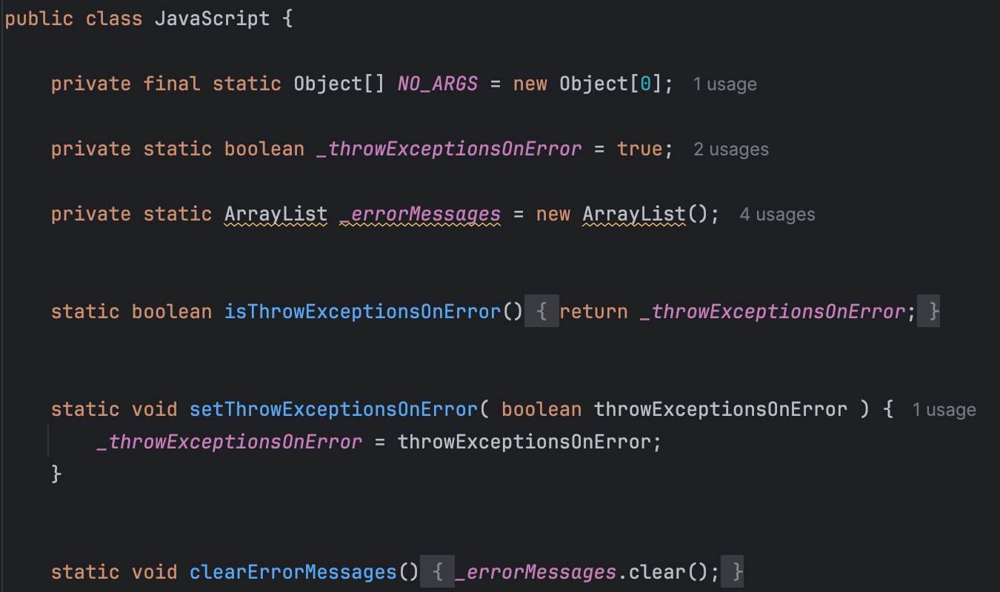 public class JavaScript {
private final static Object[] NO_ARGS = new Object[0]; 1 usage
private static boolean _throwExceptionsOnError = true; 2 usages
private static ArrayList _errorMessages = new ArrayList(); 4 usages
static boolean isThrowExceptionsOnError() { return _throwExceptionsOnError; }
static void setThrowExceptionsOnError( boolean throwExceptionsOnError ) { 1 usage
_throwExceptionsOnError = throwExceptionsOnError;
}
static void clearErrorMessages() { _errorMessages.clear(); }